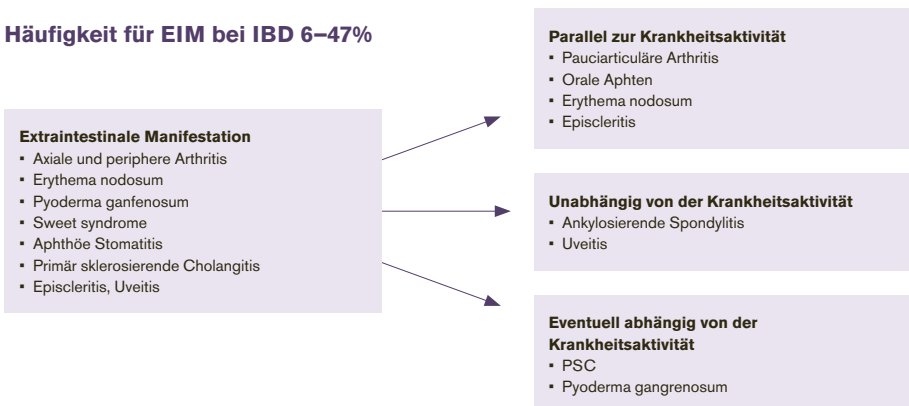 Häufigkeit für EIM bei IBD 6–47%
Extraintestinale Manifestation
▪ Axiale und periphere Arthritis
▪ Erythema nodosum
▪ Pyoderma ganfenosum
▪ Sweet syndrome
▪ Aphthöe Stomatitis
▪ Primär sklerosierende Cholangitis
▪ Episcleritis, Uveitis
Parallel zur Krankheitsaktivität
▪ Pauciarticuläre Arthritis
▪ Orale Aphten
▪ Erythema nodosum
▪ Episcleritis
Unabhängig von der Krankheitsaktivität
▪ Ankylosierende Spondylitis
▪ Uveitis
Eventuell abhängig von der
Krankheitsaktivität
▪ PSC
▪ Pyoderma gangrenosum